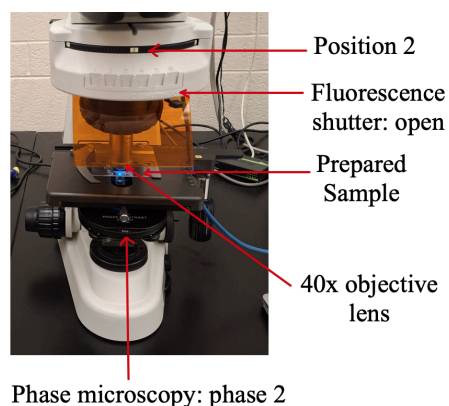 Position 2
Fluorescence
shutter: open
Prepared
Sample
40x objective
lens
Phase microscopy: phase 2